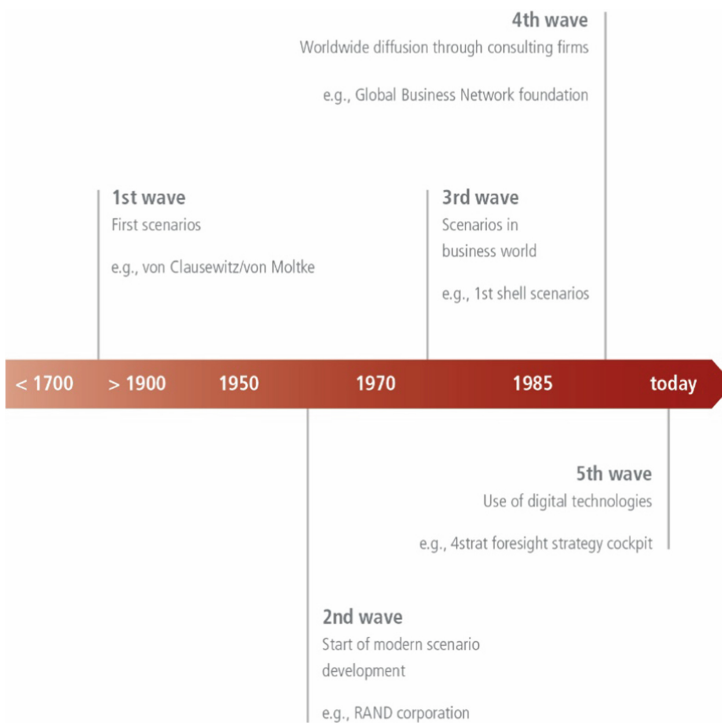 4th wave
Worldwide diffusion through consulting firms
e.g., Global Business Network foundation
1st wave
First scenarios
e.g., von Clausewitz/von Moltke
3rd wave
Scenarios in
business world
e.g., 1st shell scenarios
< 1700 > 1900 1950 1970 1985 today
5th wave
Use of digital technologies
e.g., 4strat foresight strategy cockpit
2nd wave
Start of modern scenario
development
e.g., RAND corporation